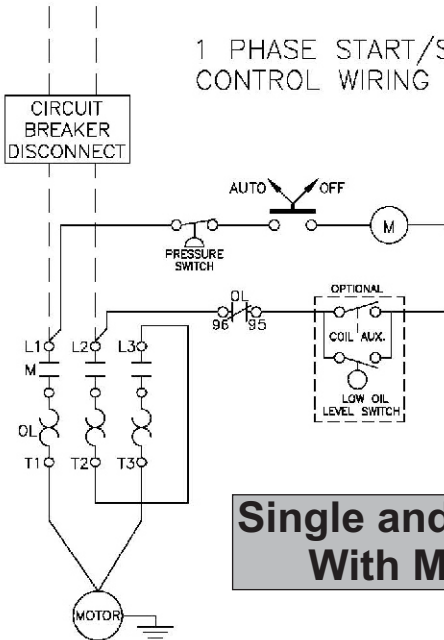 1 PHASE START/S
CONTROL WIRING
CIRCUIT
BREAKER
DISCONNECT
AUTO OFF
M
PRESSURE
SWITCH
OPTIONAL
OL
96 95
COIL AUX.
L1 L2 L3
M
LOW OIL
LEVEL SWITCH
OL
T1 T2 T3
Single and
With M
MOTOR